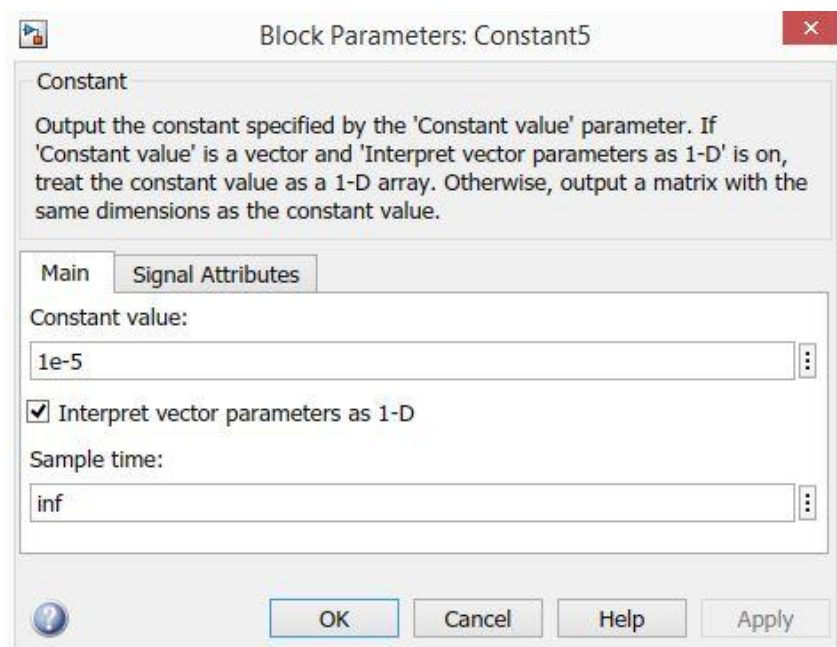 Block Parameters: Constant5
Constant
Output the constant specified by the 'Constant value' parameter. If
'Constant value' is a vector and 'Interpret vector parameters as 1-D' is on,
treat the constant value as a 1-D array. Otherwise, output a matrix with the
same dimensions as the constant value.
Main Signal Attributes
Constant value:
1e-5
Interpret vector parameters as 1-D
Sample time:
inf
OK Cancel Help Apply